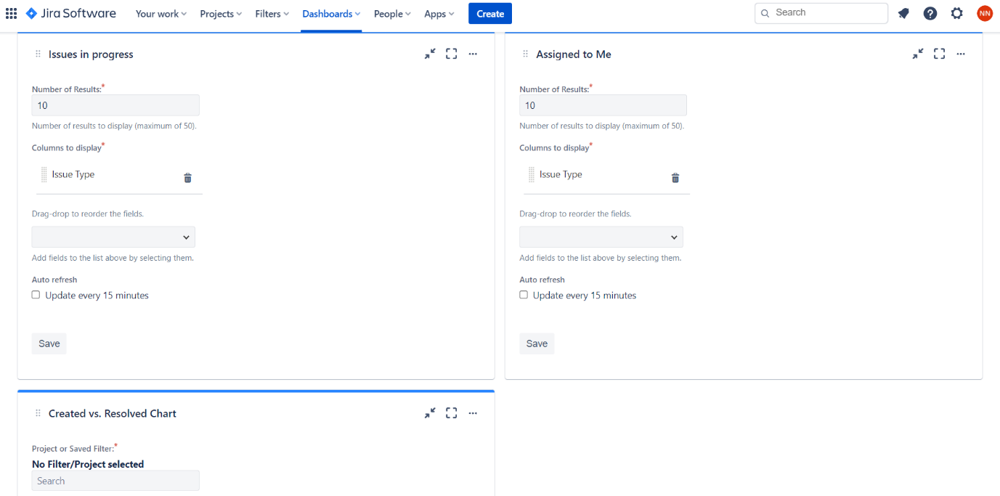 Jira Software Your work Projects Filters Dashboards People Apps Create Search NN
Issues in progress
Number of Results:*
10
Number of results to display (maximum of 50).
Columns to display*
Issue Type
Drag-drop to reorder the fields.
Add fields to the list above by selecting them.
Auto refresh
Update every 15 minutes
Save
Assigned to Me
Number of Results:*
10
Number of results to display (maximum of 50).
Columns to display*
Issue Type
Drag-drop to reorder the fields.
Add fields to the list above by selecting them.
Auto refresh
Update every 15 minutes
Save
Created vs. Resolved Chart
Project or Saved Filter:*
No Filter/Project selected
Search